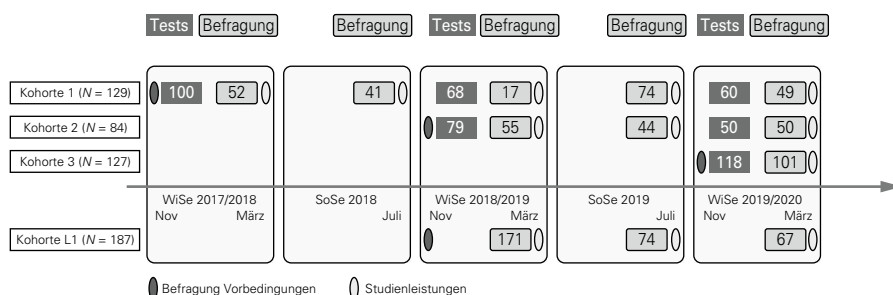 Tests Befragung Befragung Tests Befragung Befragung Tests Befragung
Kohorte 1 (N = 129) 100 52 41 68 17 74 60 49
Kohorte 2 (N = 84) 79 55 44 50 50
Kohorte 3 (N = 127) 118 101
WiSe 2017/2018 SoSe 2018 WiSe 2018/2019 SoSe 2019 WiSe 2019/2020
Nov März Juli Nov März Juli Nov März
Kohorte L1 (N = 187) 171 74 67
Befragung Vorbedingungen Studienleistungen